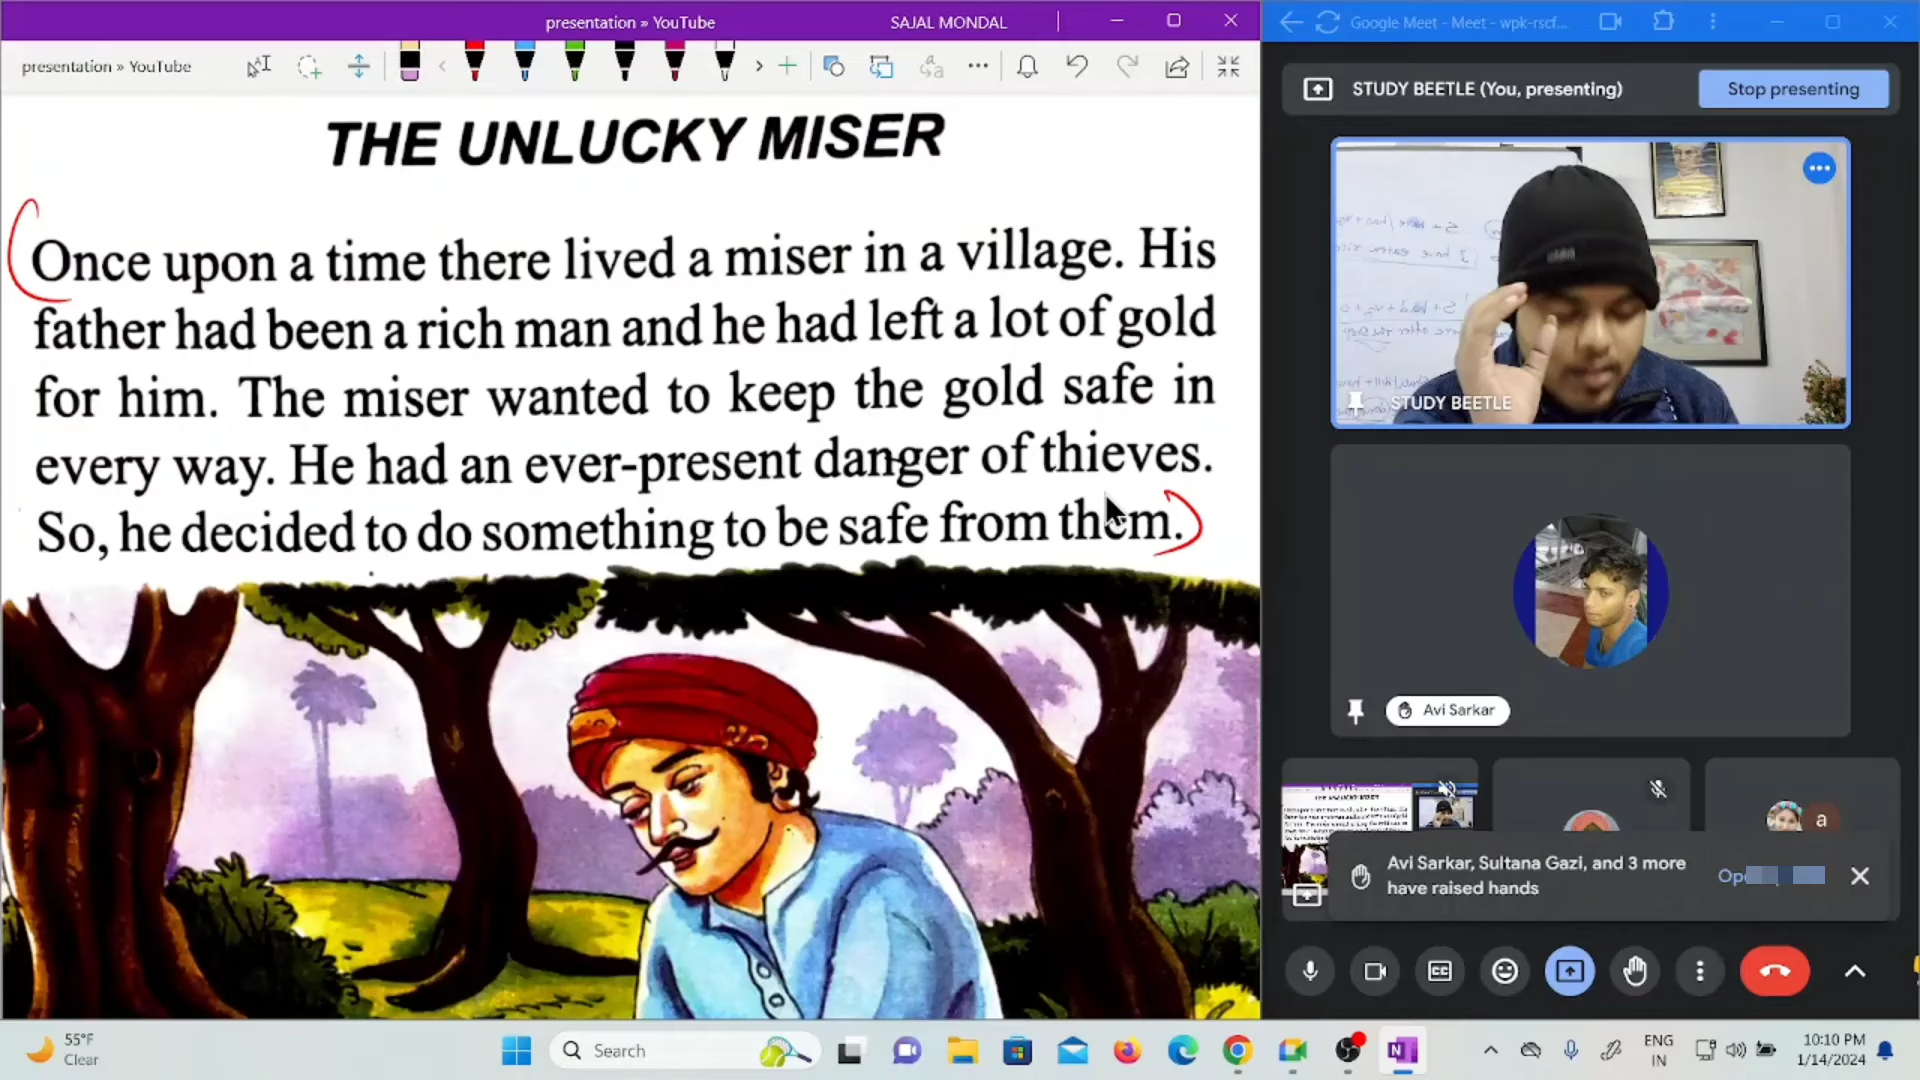 presentation » YouTube
SAJAL MONDAL
Google Meet - Meet - wpk-rscf...
presentation » YouTube
STUDY BEETLE (You, presenting)
Stop presenting
THE UNLUCKY MISER
Once upon a time there lived a miser in a village. His
father had been a rich man and he had left a lot of gold
for him. The miser wanted to keep the gold safe in
every way. He had an ever-present danger of thieves.
So, he decided to do something to be safe from them.
STUDY BEETLE
Avi Sarkar
a
Avi Sarkar, Sultana Gazi, and 3 more
have raised hands
55°F
Clear
Search
ENG
IN
10:10 PM
1/14/2024